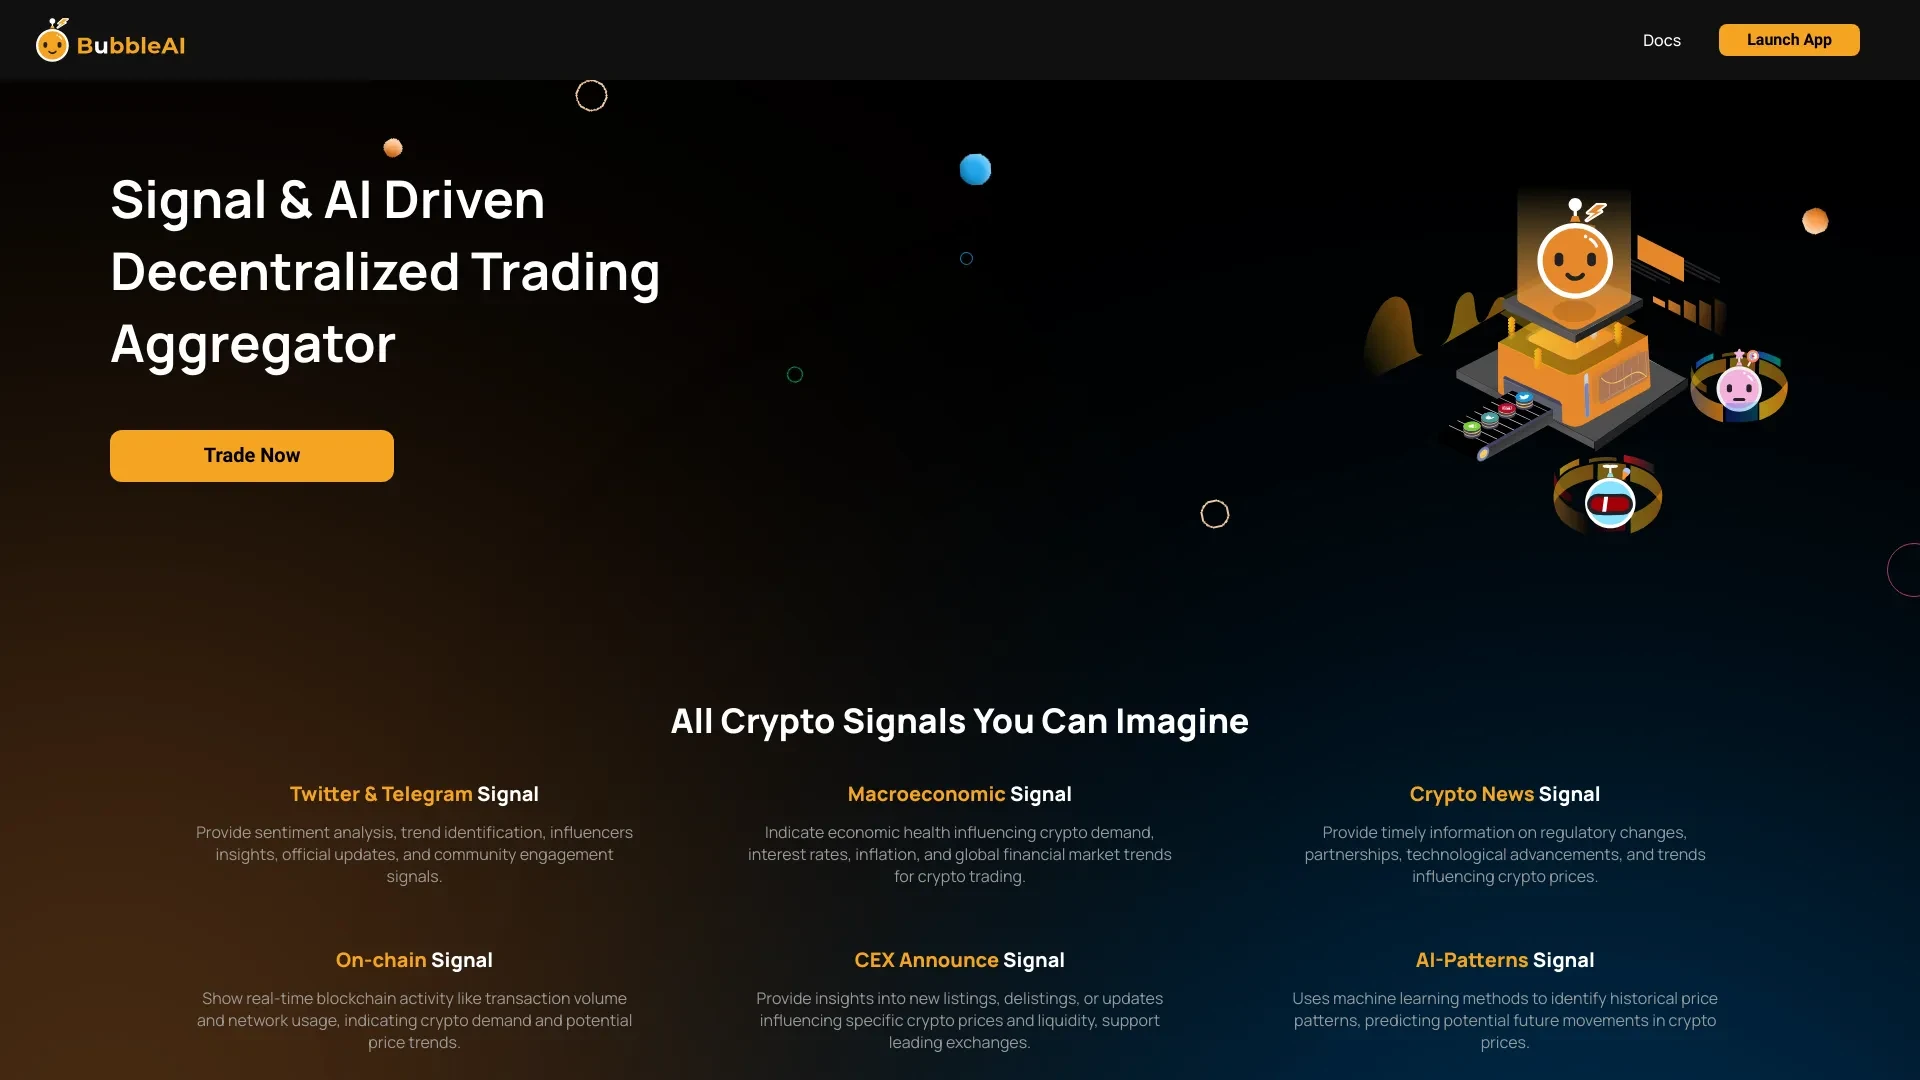 BubbleAI
Docs
Launch App
Signal & AI Driven
Decentralized Trading
Aggregator
Trade Now
All Crypto Signals You Can Imagine
Twitter & Telegram Signal
Provide sentiment analysis, trend identification, influencers
insights, official updates, and community engagement
signals.
Macroeconomic Signal
Indicate economic health influencing crypto demand,
interest rates, inflation, and global financial market trends
for crypto trading.
Crypto News Signal
Provide timely information on regulatory changes,
partnerships, technological advancements, and trends
influencing crypto prices.
On-chain Signal
Show real-time blockchain activity like transaction volume
and network usage, indicating crypto demand and potential
price trends.
CEX Announce Signal
Provide insights into new listings, delistings, or updates
influencing specific crypto prices and liquidity, support
leading exchanges.
AI-Patterns Signal
Uses machine learning methods to identify historical price
patterns, predicting potential future movements in crypto
prices.